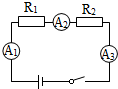 R₁ A₂ R₂
A₁ A₃